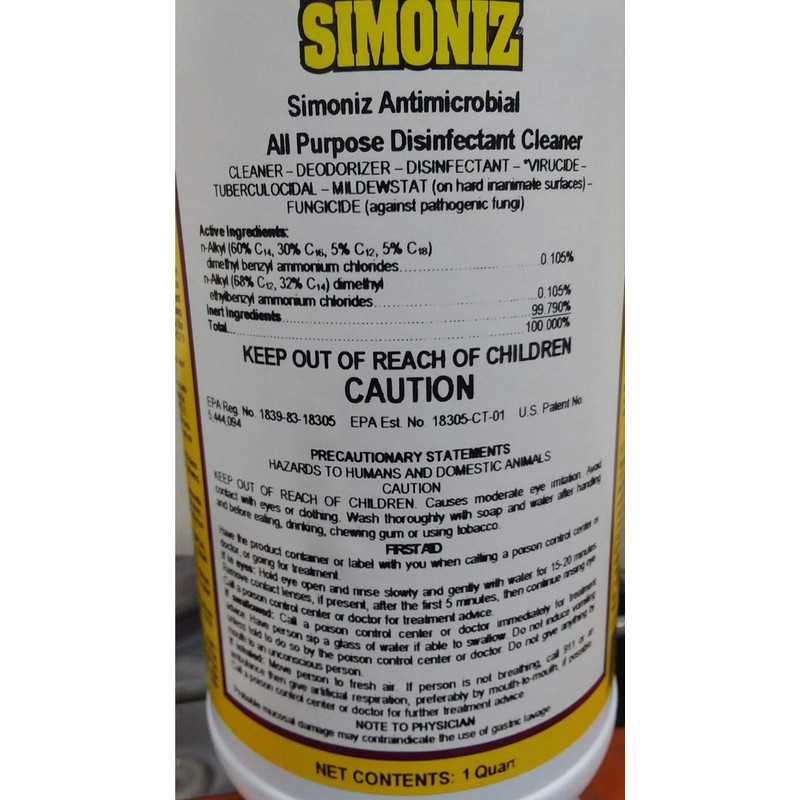 SIMONIZ
Simoniz Antimicrobial
All Purpose Disinfectant Cleaner
CLEANER – DEODORIZER – DISINFECTANT – *VIRUCIDE –
TUBERCULOCIDAL – MILDEWSTAT (on hard inanimate surfaces) –
FUNGICIDE (against pathogenic fungi)
Active Ingredients:
n-Alkyl (60% C14, 30% C16, 5% C12, 5% C18)
dimethyl benzyl ammonium chlorides.......................... 0.105%
n-Alkyl (68% C12, 32% C14) dimethyl
ethylbenzyl ammonium chlorides.............................. 0.105%
Inert Ingredients............................................. 99.790%
Total......................................................... 100.000%
KEEP OUT OF REACH OF CHILDREN
CAUTION
EPA Reg. No. 1839-83-18305 EPA Est. No 18305-CT-01 U.S. Patent No.
5,444,094
PRECAUTIONARY STATEMENTS
HAZARDS TO HUMANS AND DOMESTIC ANIMALS
CAUTION
KEEP OUT OF REACH OF CHILDREN. Causes moderate eye irritation. Avoid
contact with eyes or clothing. Wash thoroughly with soap and water after handling
and before eating, drinking, chewing gum or using tobacco.
FIRST AID
Have the product container or label with you when calling a poison control center or
doctor, or going for treatment.
If in eyes: Hold eye open and rinse slowly and gently with water for 15-20 minutes.
Remove contact lenses, if present, after the first 5 minutes, then continue rinsing eye.
Call a poison control center or doctor for treatment advice.
If swallowed: Call a poison control center or doctor immediately for treatment
advice. Have person sip a glass of water if able to swallow. Do not induce vomiting
unless told to do so by the poison control center or doctor. Do not give anything by
mouth to an unconscious person.
If inhaled: Move person to fresh air. If person is not breathing, call 911 or an
ambulance then give artificial respiration, preferably by mouth-to-mouth, if possible.
Call a poison control center or doctor for further treatment advice.
NOTE TO PHYSICIAN
Probable mucosal damage may contraindicate the use of gastric lavage.
NET CONTENTS: 1 Quart